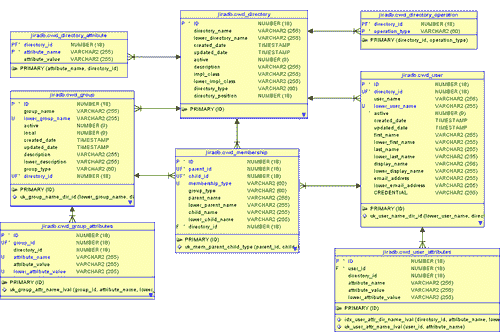 jiradb.cwd_directory
P * ID NUMBER (18)
directory_name VARCHAR2 (255)
lower_directory_name VARCHAR2 (255)
created_date TIMESTAMP
updated_date TIMESTAMP
active NUMBER (9)
description VARCHAR2 (255)
impl_class VARCHAR2 (255)
lower_impl_class VARCHAR2 (255)
directory_type VARCHAR2 (60)
directory_position NUMBER (18)
PRIMARY (ID)
jiradb.cwd_directory_attribute
PF* directory_id NUMBER (18)
P * attribute_name VARCHAR2 (255)
attribute_value VARCHAR2 (255)
PRIMARY (attribute_name, directory_id)
jiradb.cwd_directory_operation
PF* directory_id NUMBER (18)
P * operation_type VARCHAR2 (60)
PRIMARY (directory_id, operation_type)
jiradb.cwd_group
P * ID NUMBER (18)
group_name VARCHAR2 (255)
U lower_group_name VARCHAR2 (255)
active NUMBER (9)
local NUMBER (9)
created_date TIMESTAMP
updated_date TIMESTAMP
description VARCHAR2 (255)
lower_description VARCHAR2 (255)
group_type VARCHAR2 (60)
UF directory_id NUMBER (18)
PRIMARY (ID)
uk_group_name_dir_id (lower_group_name, d
jiradb.cwd_user
P * ID NUMBER (18)
UF directory_id NUMBER (18)
user_name VARCHAR2 (255)
U lower_user_name VARCHAR2 (255)
active NUMBER (9)
created_date TIMESTAMP
updated_date TIMESTAMP
first_name VARCHAR2 (255)
lower_first_name VARCHAR2 (255)
last_name VARCHAR2 (255)
lower_last_name VARCHAR2 (255)
display_name VARCHAR2 (255)
lower_display_name VARCHAR2 (255)
email_address VARCHAR2 (255)
lower_email_address VARCHAR2 (255)
CREDENTIAL VARCHAR2 (255)
PRIMARY (ID)
uk_user_name_dir_id (lower_user_name, direc
jiradb.cwd_membership
P * ID NUMBER (18)
UF parent_id NUMBER (18)
UF child_id NUMBER (18)
U membership_type VARCHAR2 (60)
group_type VARCHAR2 (60)
parent_name VARCHAR2 (255)
lower_parent_name VARCHAR2 (255)
child_name VARCHAR2 (255)
lower_child_name VARCHAR2 (255)
F directory_id NUMBER (18)
PRIMARY (ID)
uk_mem_parent_child_type (parent_id, child
jiradb.cwd_group_attributes
P * ID NUMBER (18)
UF* group_id NUMBER (18)
directory_id NUMBER (18)
U attribute_name VARCHAR2 (255)
attribute_value VARCHAR2 (255)
U lower_attribute_value VARCHAR2 (255)
PRIMARY (ID)
uk_group_attr_name_lval (group_id, attribute_name, lower
jiradb.cwd_user_attributes
P * ID NUMBER (18)
F * user_id NUMBER (18)
directory_id NUMBER (18)
attribute_name VARCHAR2 (255)
attribute_value VARCHAR2 (255)
lower_attribute_value VARCHAR2 (255)
PRIMARY (ID)
idx_user_attr_dir_name_lval (directory_id, attribute_name, lowe
uk_user_attr_name_lval (user_id, attribute_name)